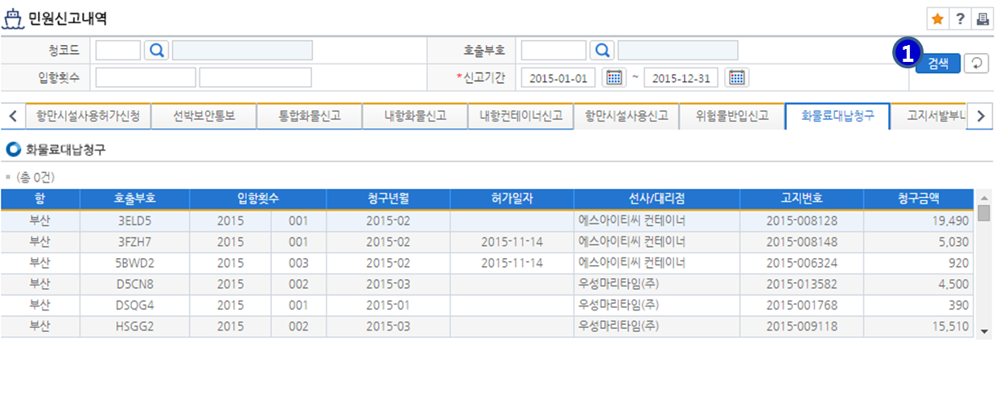 민원신고내역 ?
청코드 호출부호 1 검색
입항횟수 *신고기간 2015-01-01 ~ 2015-12-31
항만시설사용허가신청 선박보안통보 통합화물신고 내항화물신고 내항컨테이너신고 항만시설사용신고 위험물반입신고 화물료대납청구 고지서발부
화물료대납청구
(총 0건)
항 호출부호 입항횟수 청구년월 허가일자 선사/대리점 고지번호 청구금액
부산 3ELD5 2015 001 2015-02 에스아이티씨 컨테이너 2015-008128 19,490
부산 3FZH7 2015 001 2015-02 2015-11-14 에스아이티씨 컨테이너 2015-008148 5,030
부산 5BWD2 2015 003 2015-02 2015-11-14 에스아이티씨 컨테이너 2015-006324 920
부산 D5CN8 2015 002 2015-03 우성마리타임(주) 2015-013582 4,500
부산 DSQG4 2015 001 2015-01 우성마리타임(주) 2015-001768 390
부산 HSGG2 2015 002 2015-03 우성마리타임(주) 2015-009118 15,510